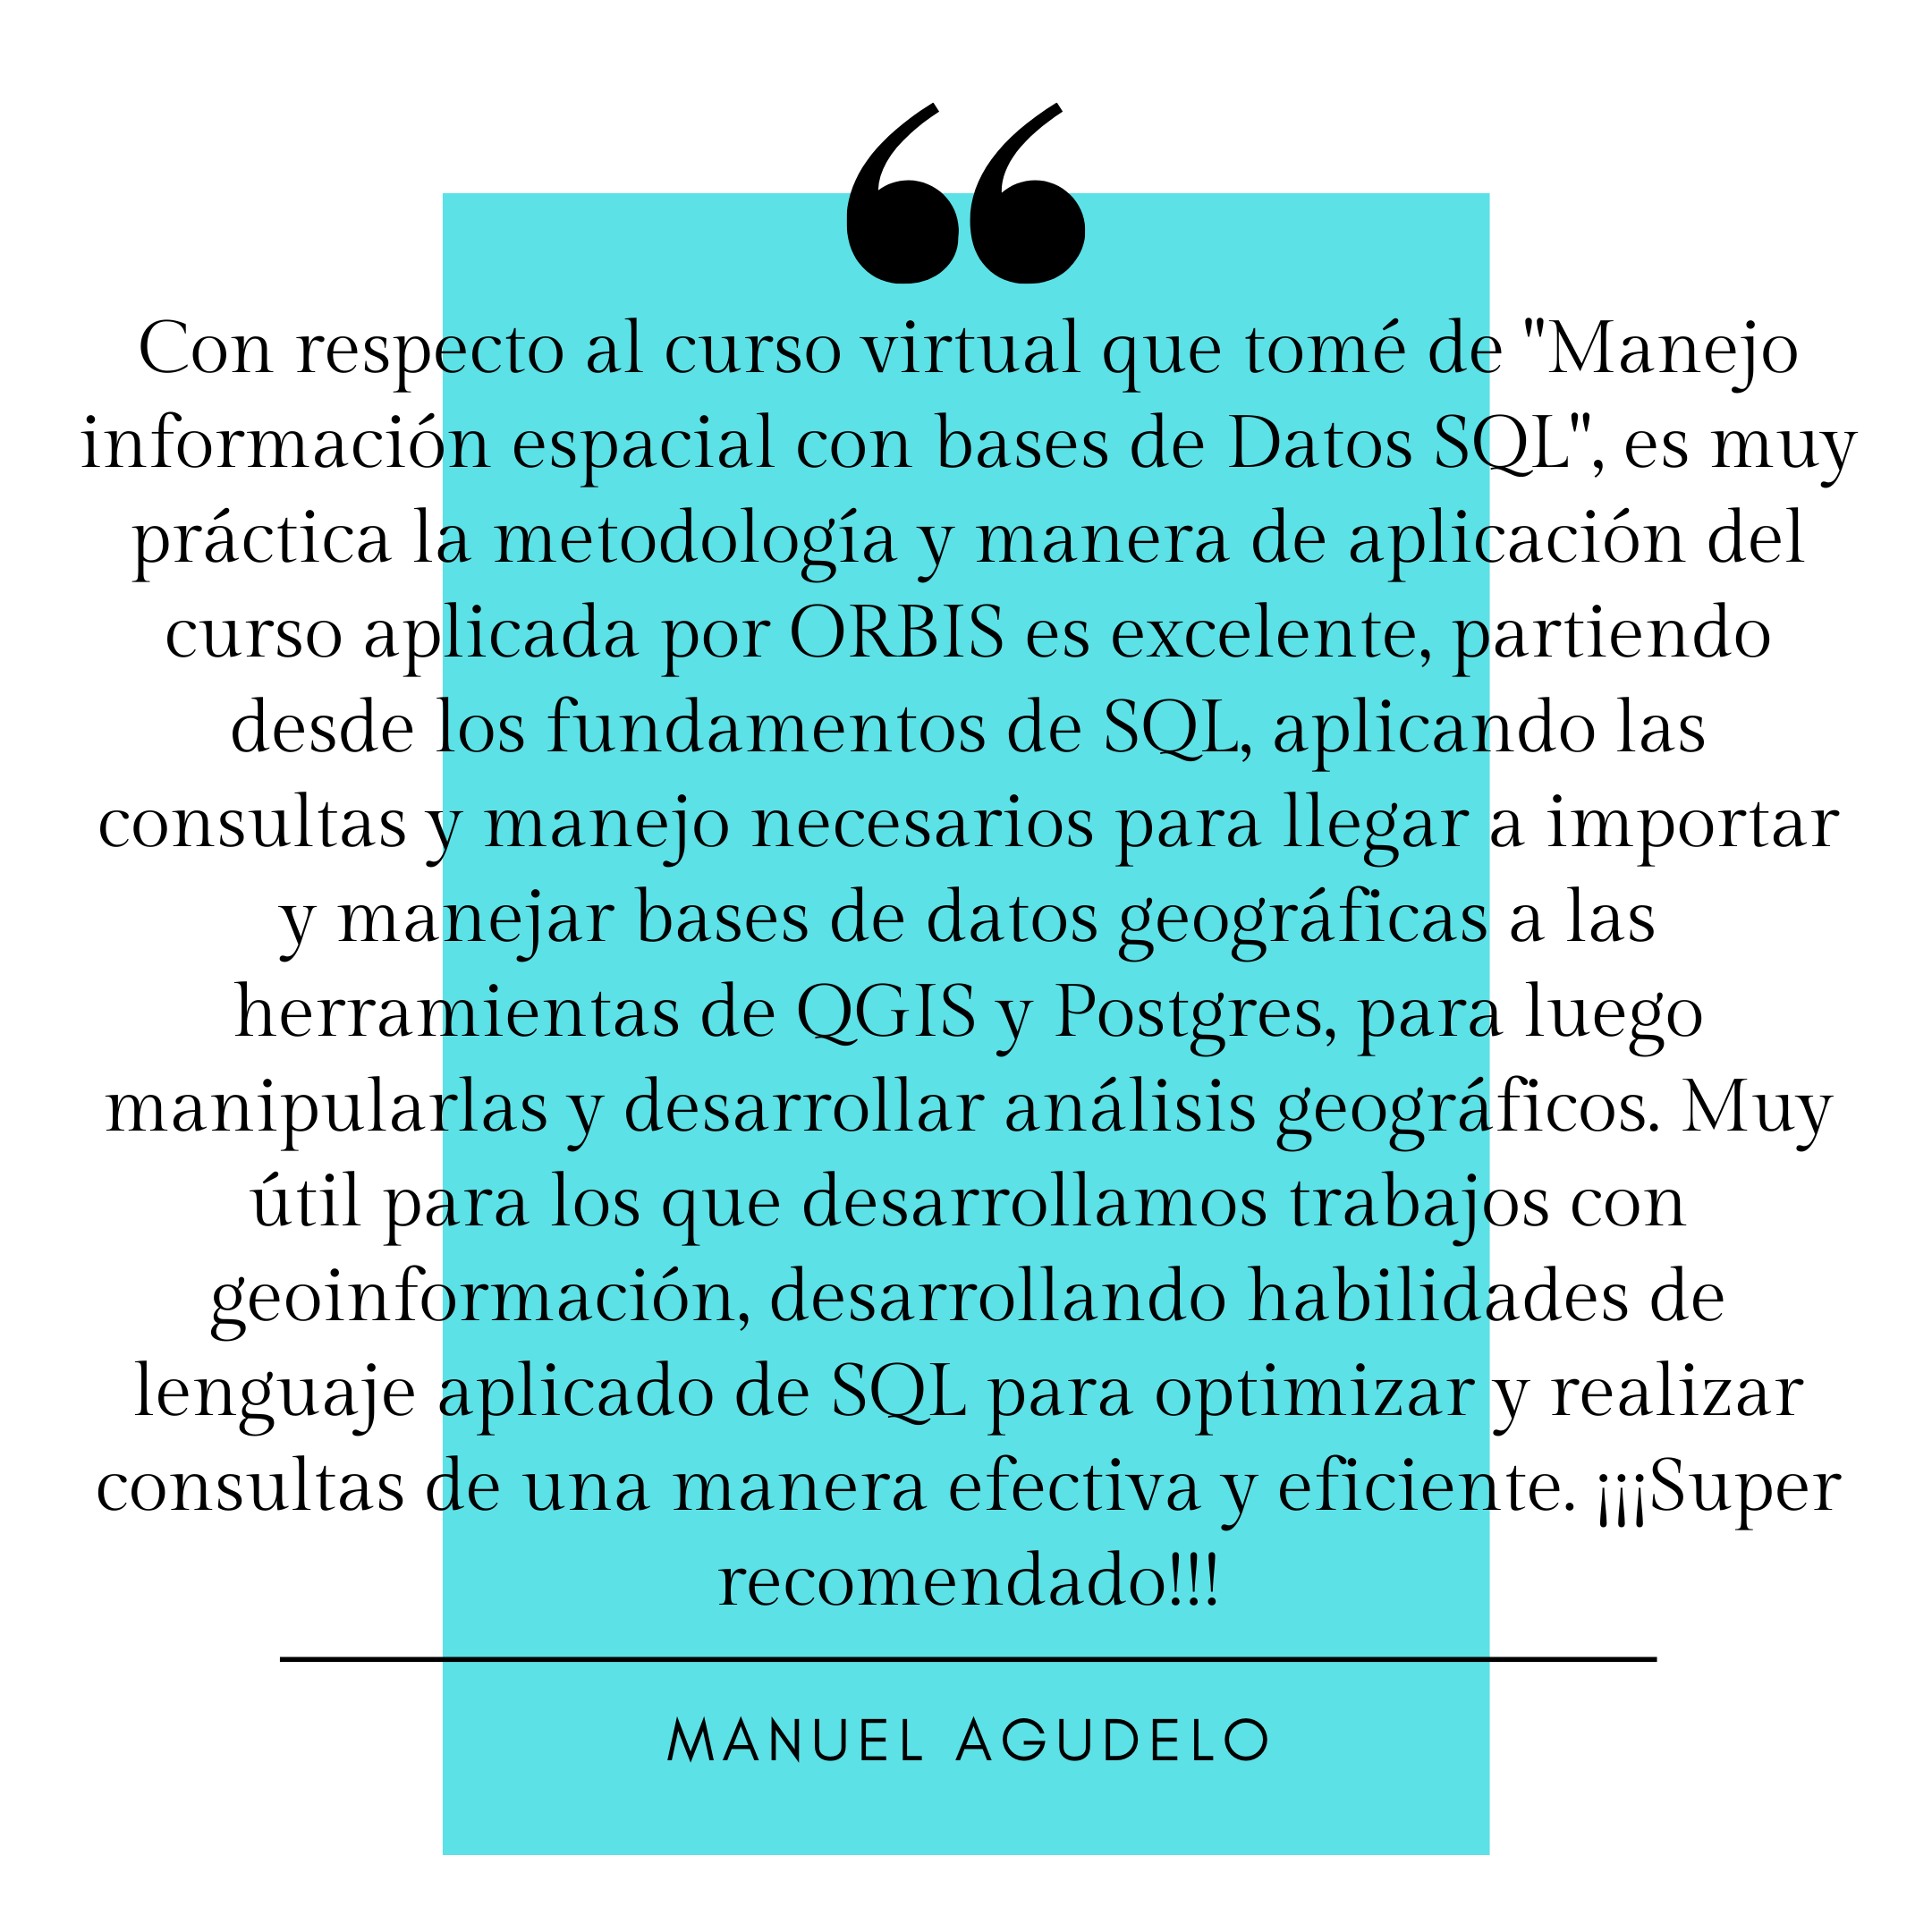 “
Con respecto al curso virtual que tomé de "Manejo
información espacial con bases de Datos SQL", es muy
práctica la metodología y manera de aplicación del
curso aplicada por ORBIS es excelente, partiendo
desde los fundamentos de SQL, aplicando las
consultas y manejo necesarios para llegar a importar
y manejar bases de datos geográficas a las
herramientas de QGIS y Postgres, para luego
manipularlas y desarrollar análisis geográficos. Muy
útil para los que desarrollamos trabajos con
geoinformación, desarrollando habilidades de
lenguaje aplicado de SQL para optimizar y realizar
consultas de una manera efectiva y eficiente. ¡¡¡Super
recomendado!!!
MANUEL AGUDELO